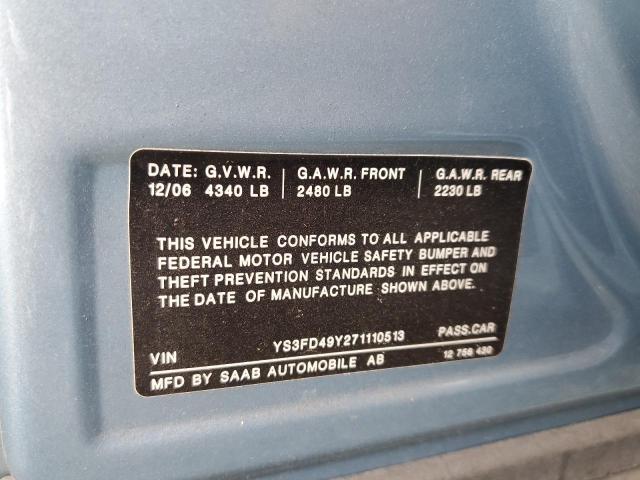 DATE: G.V.W.R. G.A.W.R. FRONT G.A.W.R. REAR
12/06 4340 LB 2480 LB 2230 LB
THIS VEHICLE CONFORMS TO ALL APPLICABLE
FEDERAL MOTOR VEHICLE SAFETY BUMPER AND
THEFT PREVENTION STANDARDS IN EFFECT ON
THE DATE OF MANUFACTURE SHOWN ABOVE.
VIN YS3FD49Y271110513 PASS.CAR
MFD BY SAAB AUTOMOBILE AB 12 756 430